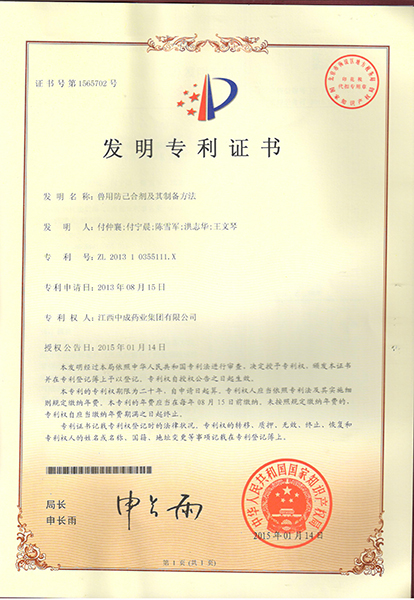 证书号第1565702号
发明专利证书
发明名称：兽用防己合剂及其制备方法
发明人：付仲襄;付宁晨;陈雪军;洪志华;王文琴
专利号：ZL 2013 1 0355111.X
专利申请日：2013年08月15日
专利权人：江西中成药业集团有限公司
授权公告日：2015年01月14日
本发明经过本局依照中华人民共和国专利法进行审查，决定授予专利权，颁发本证书
并在专利登记簿上予以登记。专利权自授权公告之日起生效。
本专利的专利权期限为二十年，自申请日起算。专利权人应当依照专利法及其实施细
则规定缴纳年费。本专利的年费应当在每年08月15日前缴纳。未按照规定缴纳年费的，
专利权自应当缴纳年费期满之日起终止。
专利证书记载专利权登记时的法律状况。专利权的转移、质押、无效、终止、恢复和
专利权人的姓名或名称、国籍、地址变更等事项记载在专利登记簿上。
局长
申长雨
申长雨
中华人民共和国国家知识产权局
2015年01月14日
第1页(共1页)